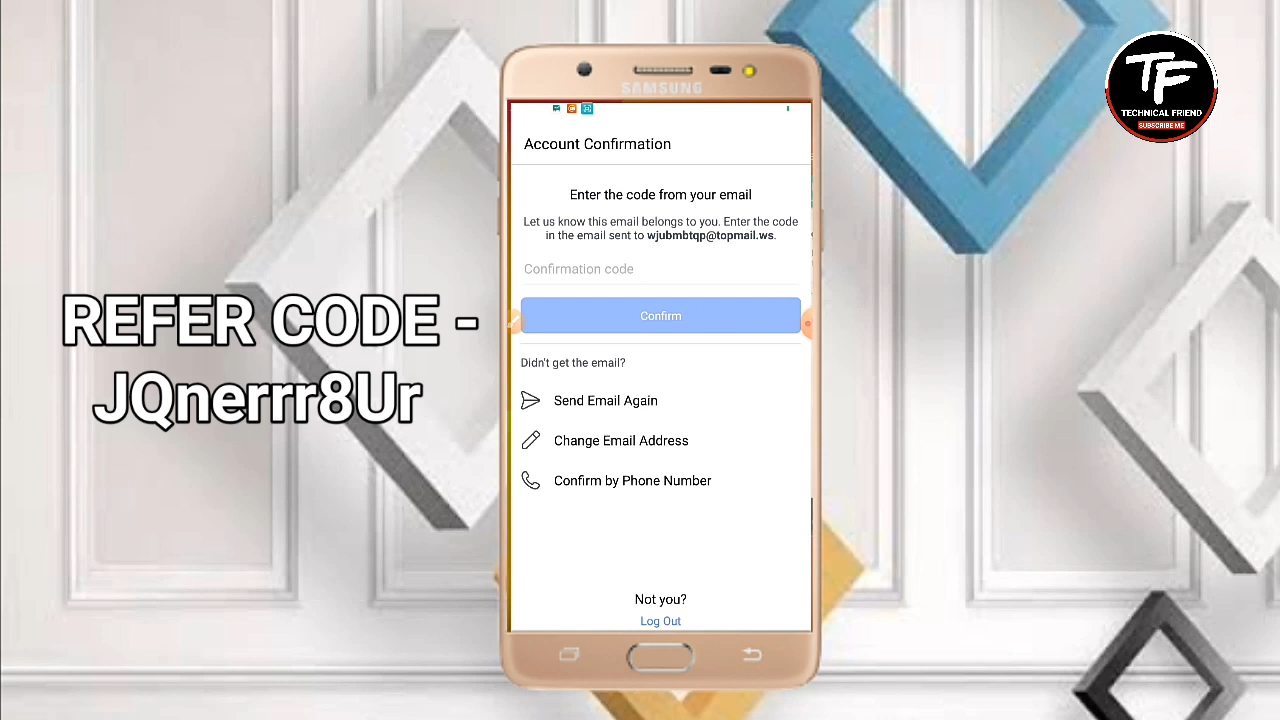 TF
TECHNICAL FRIEND
SUBSCRIBE ME
SAMSUNG
Account Confirmation
Enter the code from your email
Let us know this email belongs to you. Enter the code
in the email sent to wjubmbtqp@topmail.ws.
Confirmation code
Confirm
REFER CODE -
JQnerrr8Ur
Didn't get the email?
Send Email Again
Change Email Address
Confirm by Phone Number
Not you?
Log Out